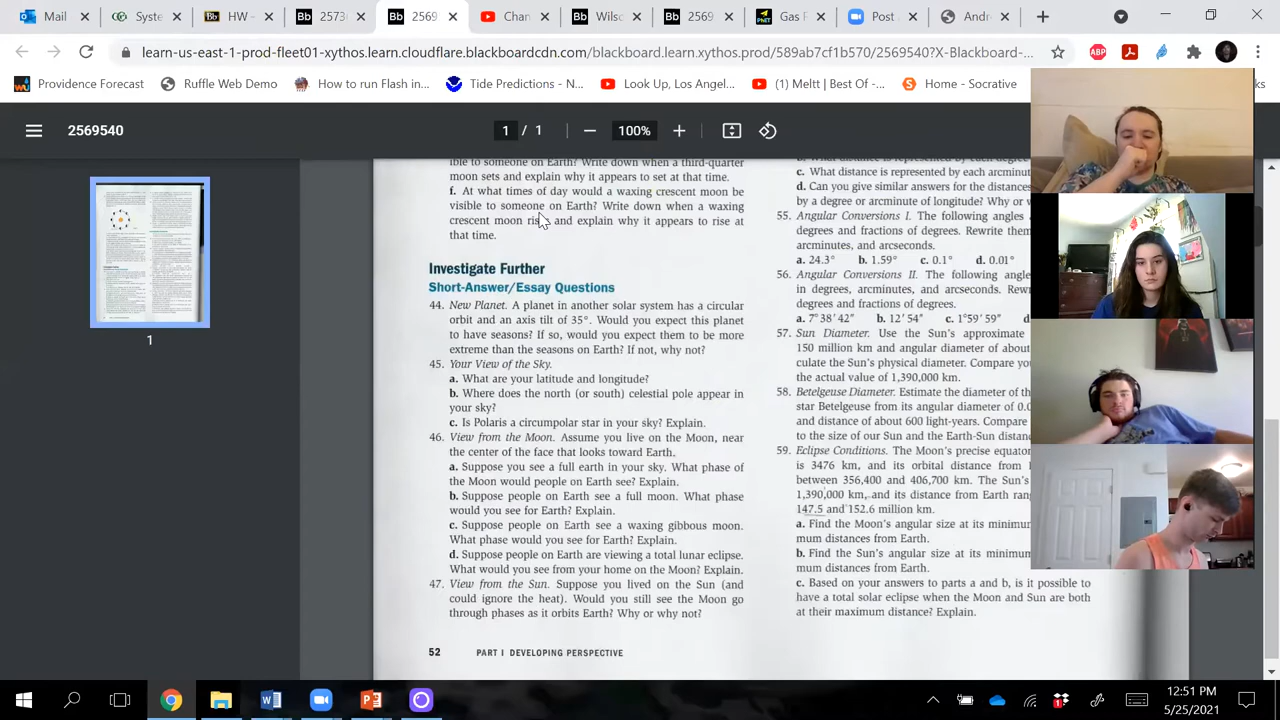 Mail
Syste
HW -
2573
2569
Chan
Wilso
2569
Gas P
Post .
Andre
learn-us-east-1-prod-fleet01-xythos.learn.cloudflare.blackboardcdn.com/blackboard.learn.xythos.prod/589ab7cf1b570/2569540?X-Blackboard-...
Providence Forecast
Ruffle Web Demo
How to run Flash in...
Tide Predictions - N...
Look Up, Los Angel...
(1) Meltt | Best Of -...
Home - Socrative
2569540
1 / 1
100%
1
ible to someone on Earth? Write down when a third-quarter
moon sets and explain why it appears to set at that time.
f. At what times of day would a waxing crescent moon be
visible to someone on Earth? Write down when a waxing
crescent moon rises and explain why it appears to rise at
that time.
Investigate Further
Short-Answer/Essay Questions
44. New Planet. A planet in another solar system has a circular
orbit and an axis tilt of 35°. Would you expect this planet
to have seasons? If so, would you expect them to be more
extreme than the seasons on Earth? If not, why not?
45. Your View of the Sky.
a. What are your latitude and longitude?
b. Where does the north (or south) celestial pole appear in
your sky?
c. Is Polaris a circumpolar star in your sky? Explain.
46. View from the Moon. Assume you live on the Moon, near
the center of the face that looks toward Earth.
a. Suppose you see a full earth in your sky. What phase of
the Moon would people on Earth see? Explain.
b. Suppose people on Earth see a full moon. What phase
would you see for Earth? Explain.
c. Suppose people on Earth see a waxing gibbous moon.
What phase would you see for Earth? Explain.
d. Suppose people on Earth are viewing a total lunar eclipse.
What would you see from your home on the Moon? Explain.
47. View from the Sun. Suppose you lived on the Sun (and
could ignore the heat). Would you still see the Moon go
through phases as it orbits Earth? Why or why not?
52 PART I DEVELOPING PERSPECTIVE
b. What distance is represented by each degree
c. What distance is represented by each arcminut
Can you give similar answers for the distances
by a degree or arcminute of longitude? Why or w
55. Angular Conversions I. The following angles
degrees and fractions of degrees. Rewrite them
arcminutes, and arcseconds.
a. 24.3° b. 1.59° c. 0.1° d. 0.01°
56. Angular Conversions II. The following angle
in degrees, arcminutes, and arcseconds. Rew
degrees and fractions of degrees.
a. 7°38′42″ b. 12′54″ c. 1°59′59″ d
57. Sun Diameter. Use the Sun's approximate
150 million km and angular diameter of about
culate the Sun's physical diameter. Compare you
the actual value of 1,390,000 km.
58. Betelgeuse Diameter. Estimate the diameter of th
star Betelgeuse from its angular diameter of 0.0
and distance of about 600 light-years. Compare
to the size of our Sun and the Earth-Sun distanc
59. Eclipse Conditions. The Moon's precise equator
is 3476 km, and its orbital distance from
between 356,400 and 406,700 km. The Sun's
1,390,000 km, and its distance from Earth ran
147.5 and 152.6 million km.
a. Find the Moon's angular size at its minimum
mum distances from Earth.
b. Find the Sun's angular size at its minimum
mum distances from Earth.
c. Based on your answers to parts a and b, is it possible to
have a total solar eclipse when the Moon and Sun are both
at their maximum distance? Explain.
12:51 PM
5/25/2021